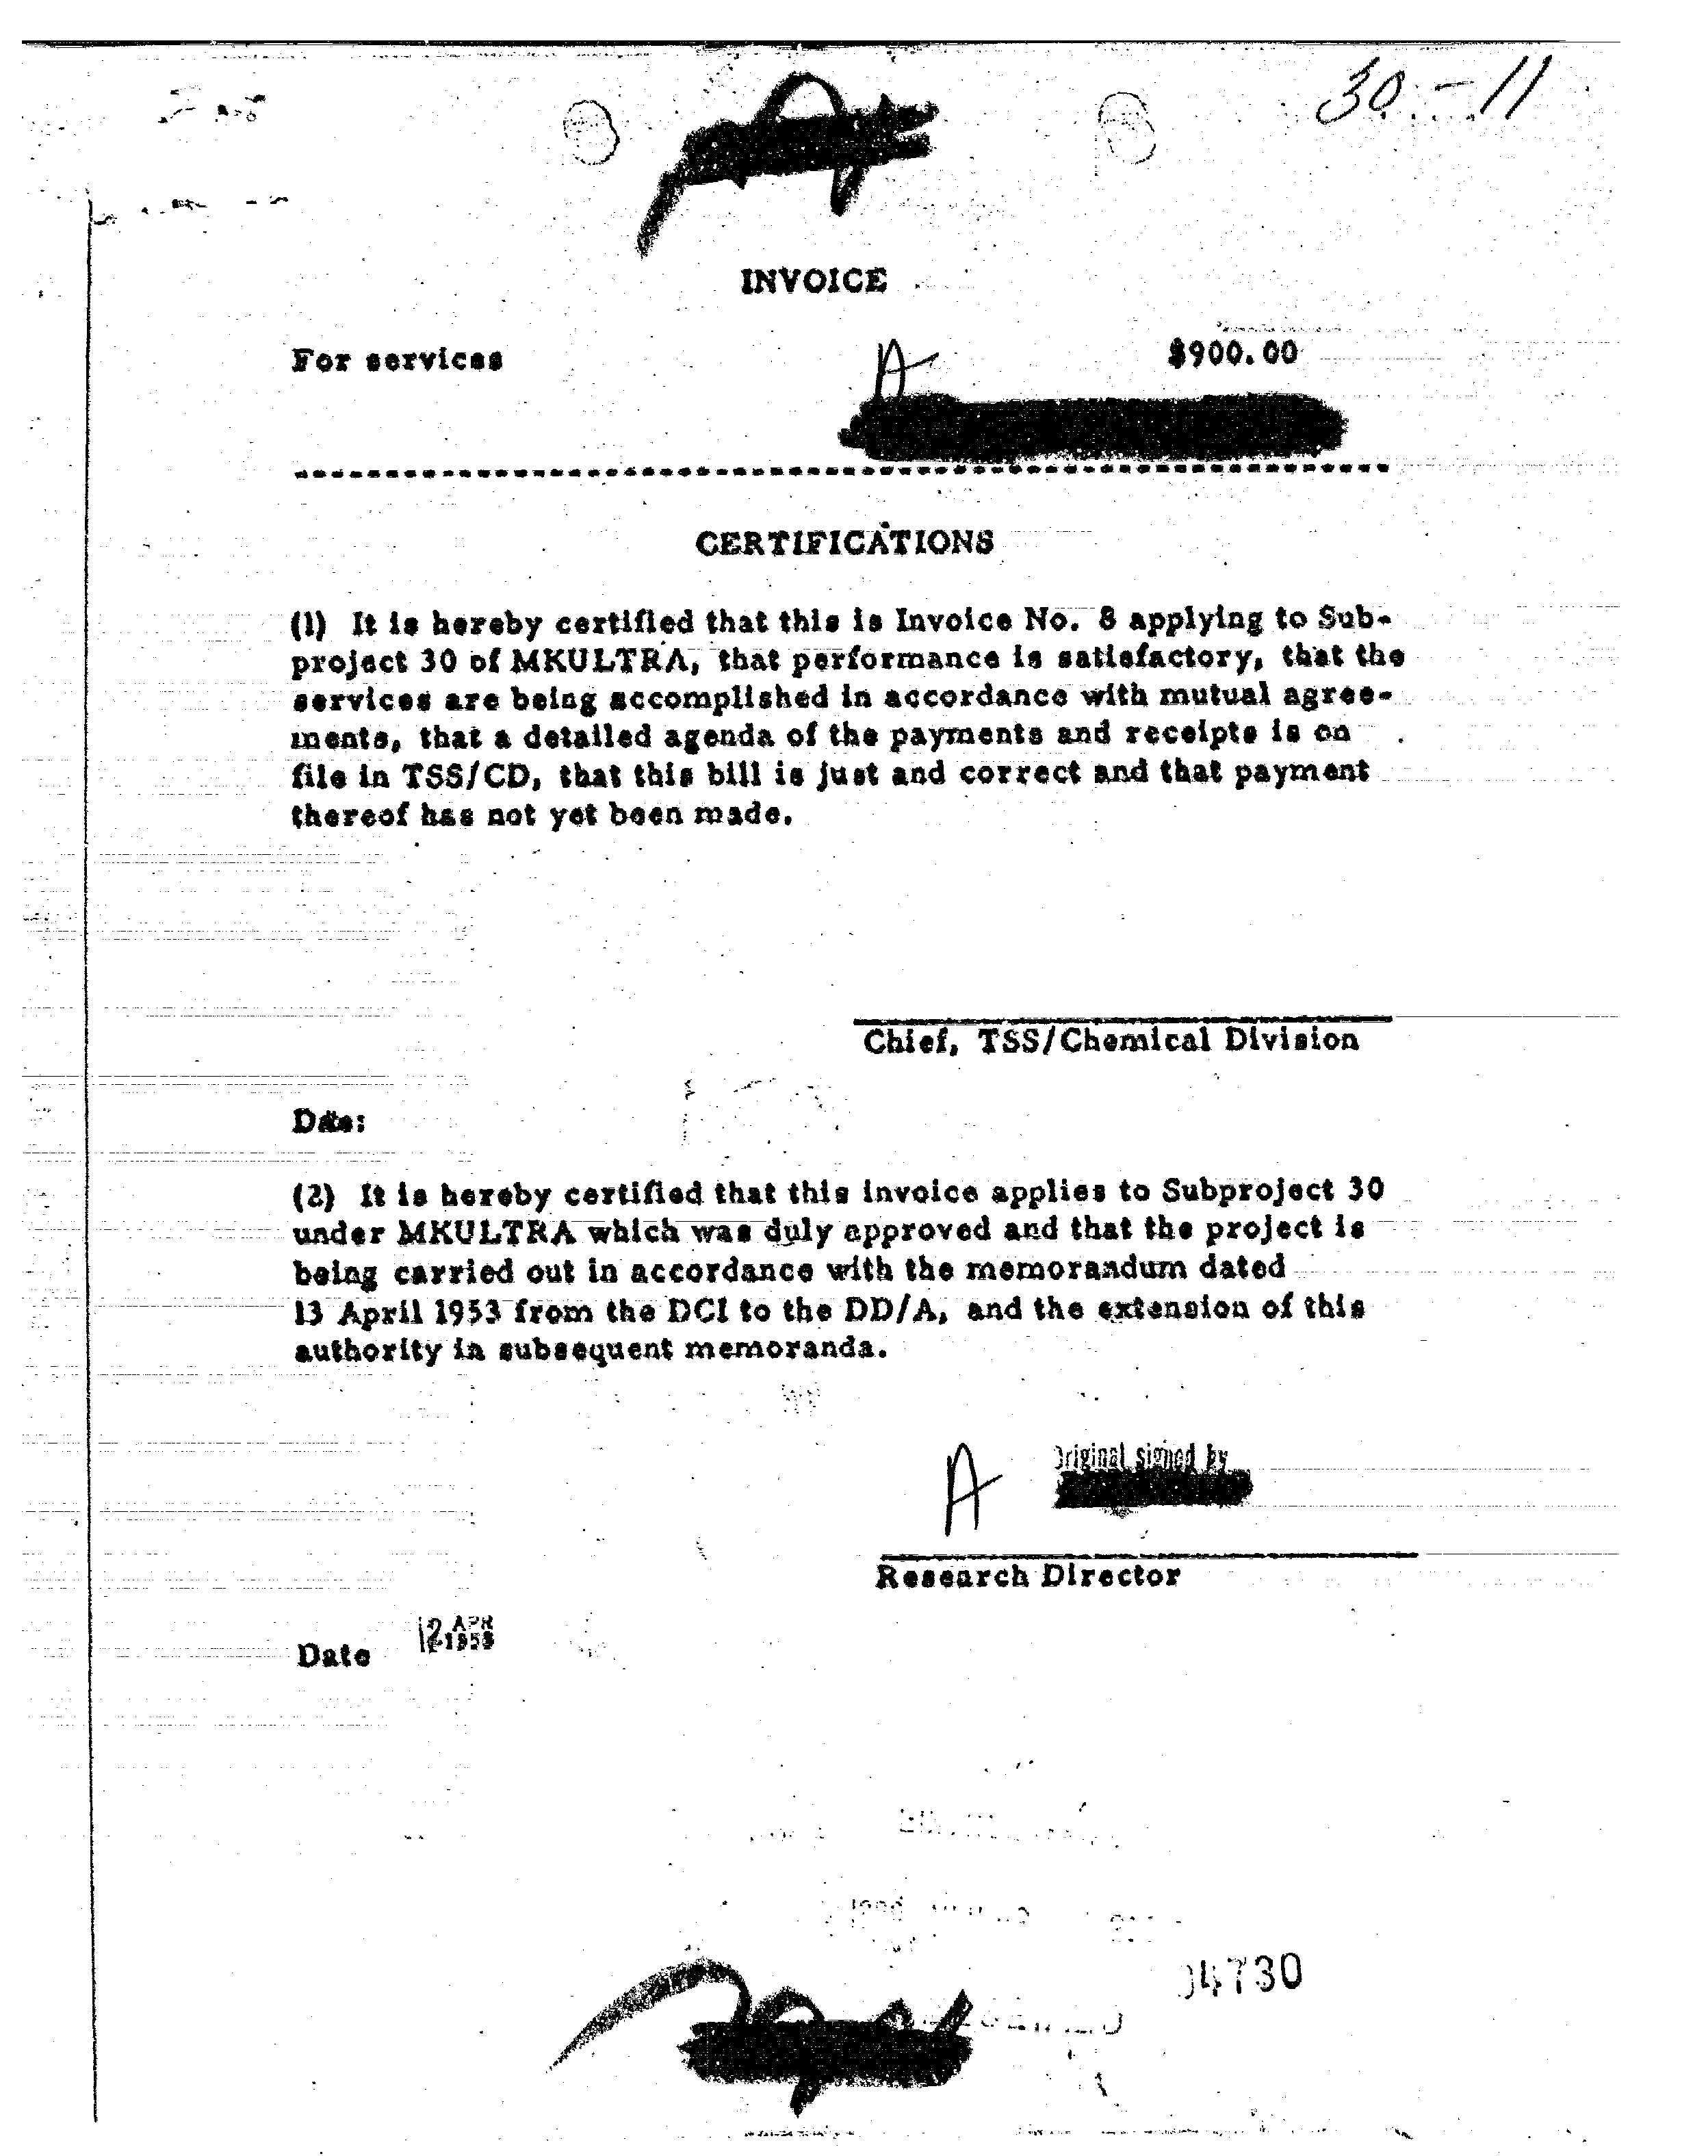 30-11
INVOICE
For services A $900.00
CERTIFICATIONS
(1) It is hereby certified that this is Invoice No. 8 applying to Sub-
project 30 of MKULTRA, that performance is satisfactory, that the
services are being accomplished in accordance with mutual agree-
ments, that a detailed agenda of the payments and receipts is on
file in TSS/CD, that this bill is just and correct and that payment
thereof has not yet been made.
Chief, TSS/Chemical Division
Date:
(2) It is hereby certified that this invoice applies to Subproject 30
under MKULTRA which was duly approved and that the project is
being carried out in accordance with the memorandum dated
13 April 1953 from the DCI to the DD/A, and the extension of this
authority in subsequent memoranda.
A Original signed by
Research Director
Date 12 APR
4730